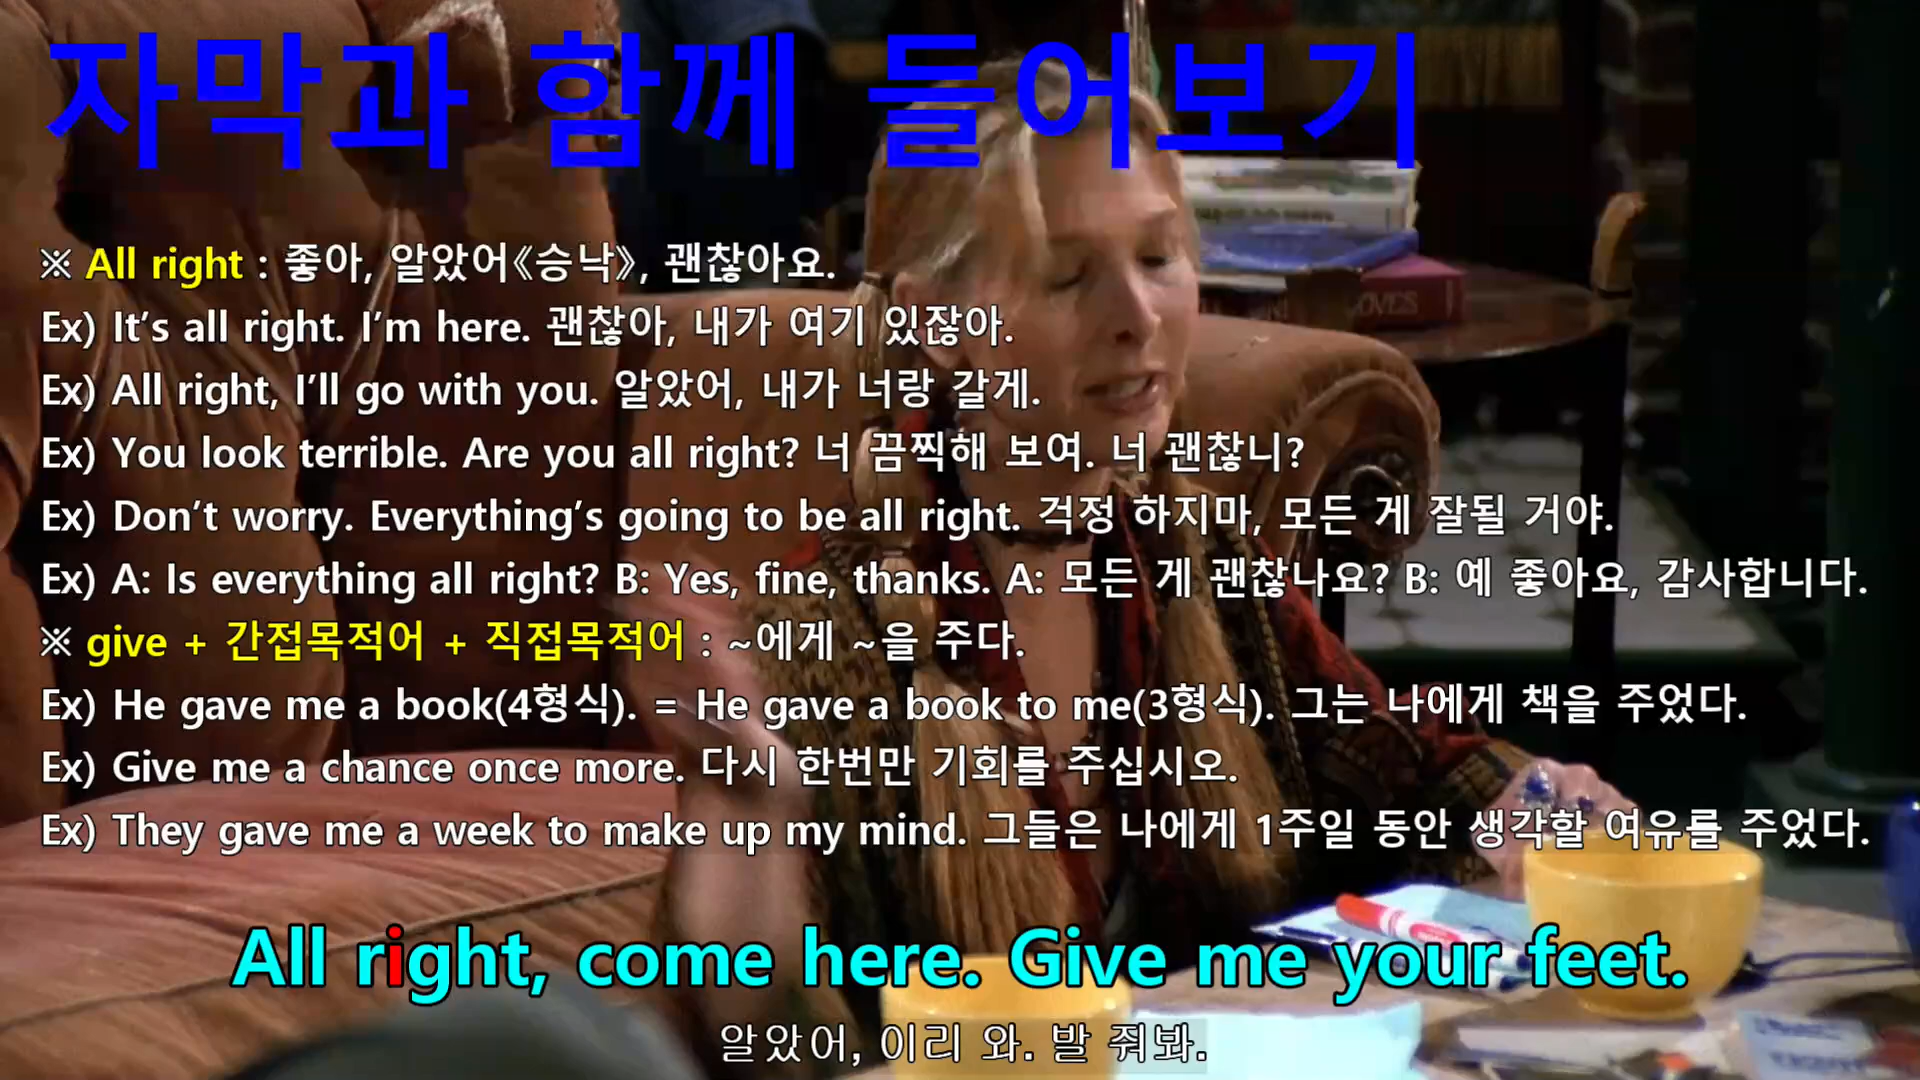 자막과 함께 들어보기
※ All right : 좋아, 알았어《승낙》, 괜찮아요.
Ex) It’s all right. I’m here. 괜찮아, 내가 여기 있잖아.
Ex) All right, I’ll go with you. 알았어, 내가 너랑 갈게.
Ex) You look terrible. Are you all right? 너 끔찍해 보여. 너 괜찮니?
Ex) Don’t worry. Everything’s going to be all right. 걱정 하지마, 모든 게 잘될 거야.
Ex) A: Is everything all right? B: Yes, fine, thanks. A: 모든 게 괜찮나요? B: 예 좋아요, 감사합니다.
※ give + 간접목적어 + 직접목적어 : ~에게 ~을 주다.
Ex) He gave me a book(4형식). = He gave a book to me(3형식). 그는 나에게 책을 주었다.
Ex) Give me a chance once more. 다시 한번만 기회를 주십시오.
Ex) They gave me a week to make up my mind. 그들은 나에게 1주일 동안 생각할 여유를 주었다.
All right, come here. Give me your feet.
알았어, 이리 와. 발 줘봐.